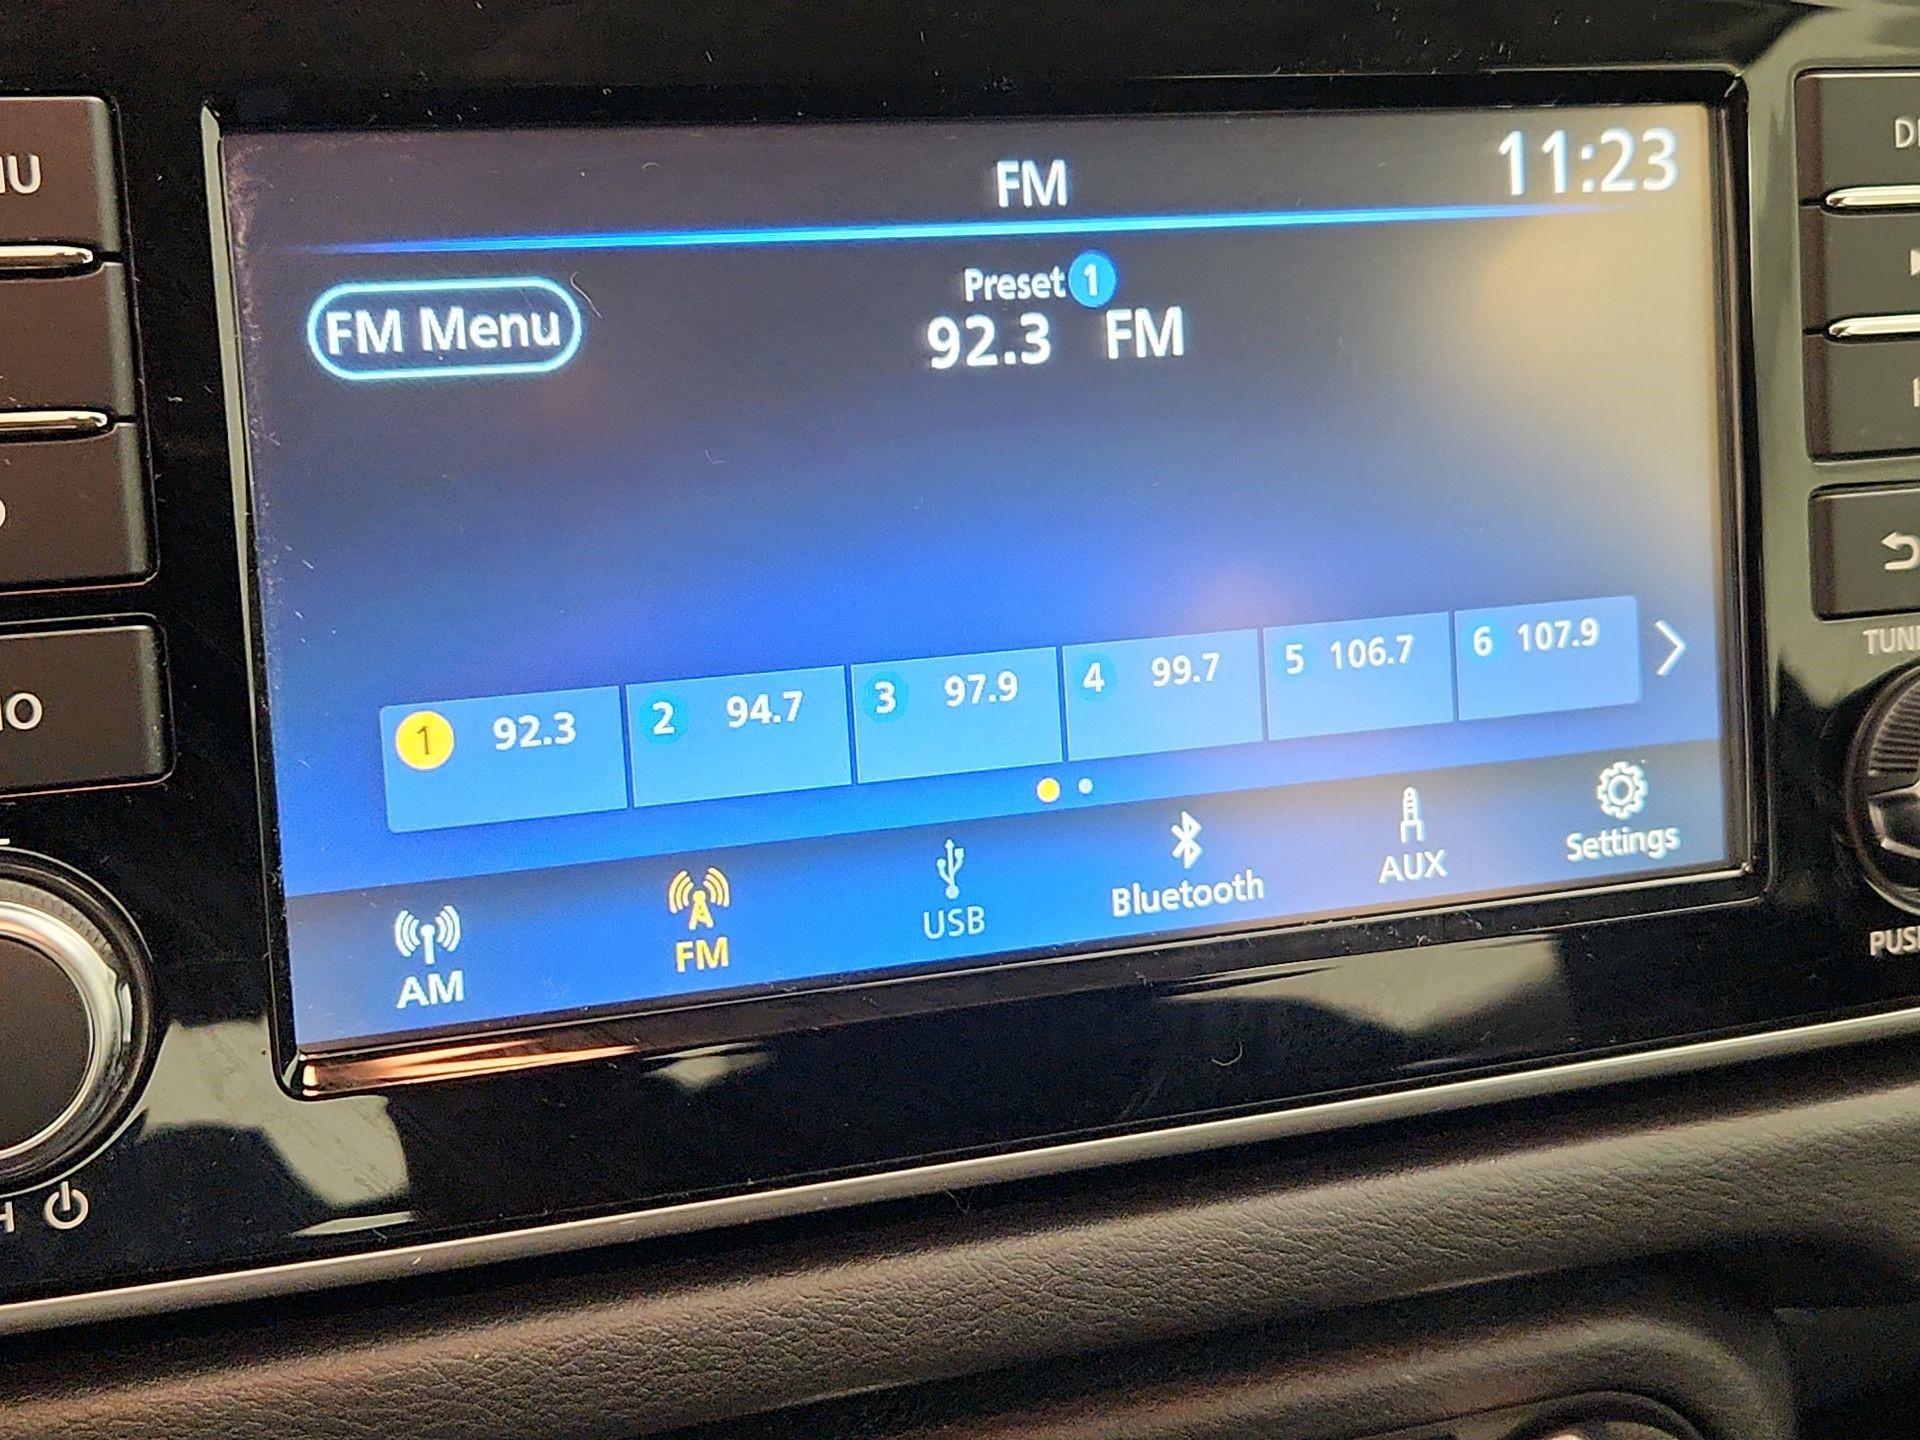 FM
11:23
FM Menu
Preset 1
92.3 FM
1 92.3
2 94.7
3 97.9
4 99.7
5 106.7
6 107.9
AM
FM
USB
Bluetooth
AUX
Settings